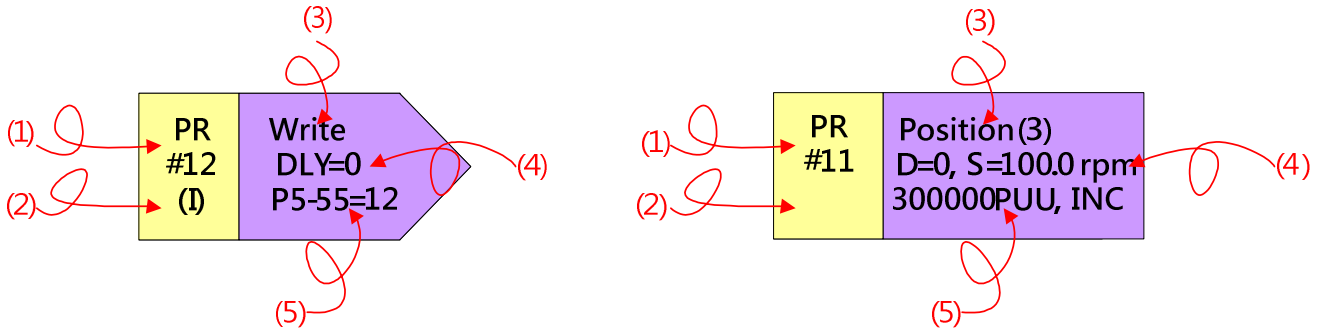 (3)
(1)
(2)
PR
#12
(I)
Write
DLY=0
P5-55=12
(4)
(5)
(3)
(1)
(2)
PR
#11
Position (3)
D=0, S=100.0 rpm
300000PUU, INC
(4)
(5)